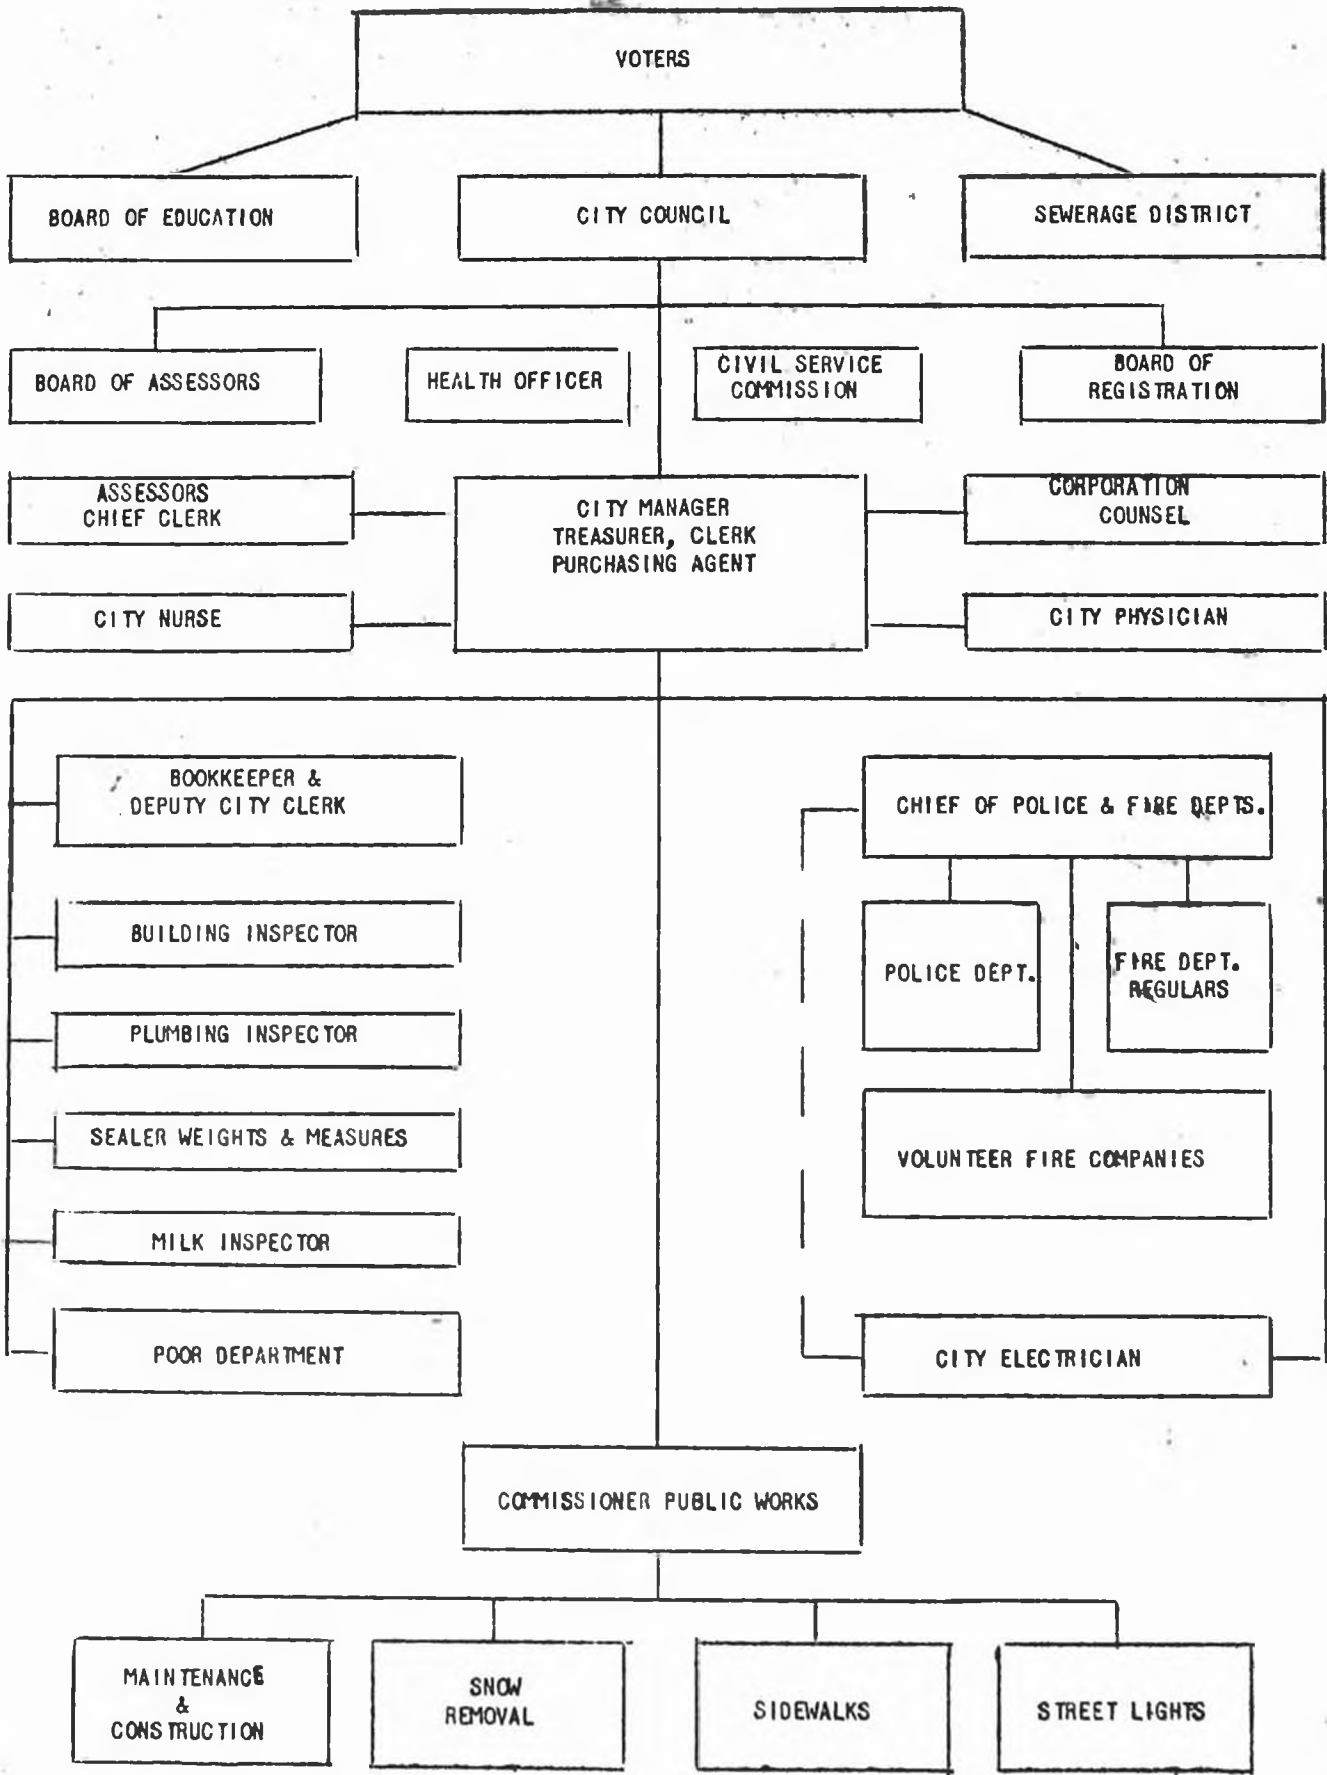 VOTERS
BOARD OF EDUCATION
CITY COUNCIL
SEWERAGE DISTRICT
BOARD OF ASSESSORS
HEALTH OFFICER
CIVIL SERVICE
COMMISSION
BOARD OF
REGISTRATION
ASSESSORS
CHIEF CLERK
CITY MANAGER
TREASURER, CLERK
PURCHASING AGENT
CORPORATION
COUNSEL
CITY NURSE
CITY PHYSICIAN
BOOKKEEPER &
DEPUTY CITY CLERK
CHIEF OF POLICE & FIRE DEPTS.
BUILDING INSPECTOR
POLICE DEPT.
FIRE DEPT.
REGULARS
PLUMBING INSPECTOR
SEALER WEIGHTS & MEASURES
VOLUNTEER FIRE COMPANIES
MILK INSPECTOR
POOR DEPARTMENT
CITY ELECTRICIAN
COMMISSIONER PUBLIC WORKS
MAINTENANCE
&
CONSTRUCTION
SNOW
REMOVAL
SIDEWALKS
STREET LIGHTS